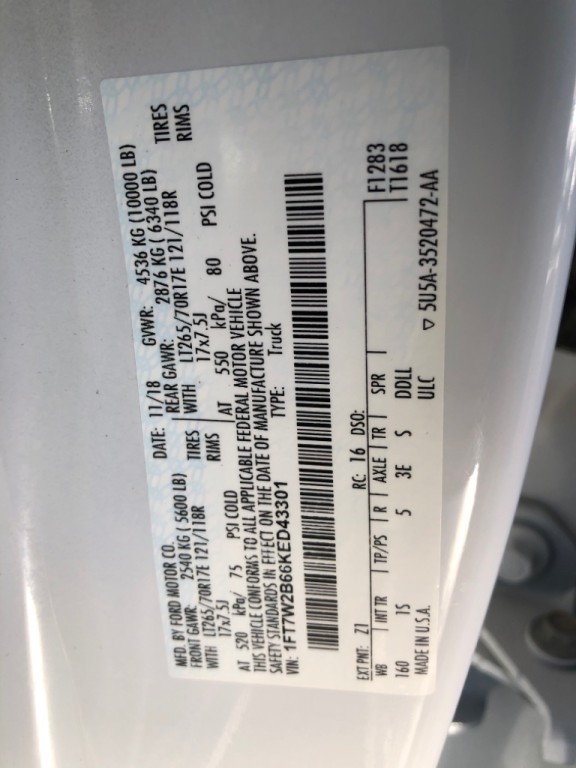 MFD. BY FORD MOTOR CO.
DATE: 11/18 GVWR: 4536 KG (10000 LB)
FRONT GAWR: 2540 KG ( 5600 LB) REAR GAWR: 2876 KG ( 6340 LB)
WITH LT265/70R17E 121/118R TIRES WITH LT265/70R17E 121/118R TIRES
17x7.5J RIMS 17x7.5J RIMS
AT 520 kPa/ 75 PSI COLD AT 550 kPa/ 80 PSI COLD
THIS VEHICLE CONFORMS TO ALL APPLICABLE FEDERAL MOTOR VEHICLE
SAFETY STANDARDS IN EFFECT ON THE DATE OF MANUFACTURE SHOWN ABOVE.
VIN: 1FT7W2B66KED43301 TYPE: Truck
EXT PNT: Z1 RC: 16 DSO: F1283
WB INT TR TP/PS R AXLE TR SPR T1618
160 1S 5 3E S DDLL
MADE IN U.S.A. ULC ▽ 5U5A-3520472-AA